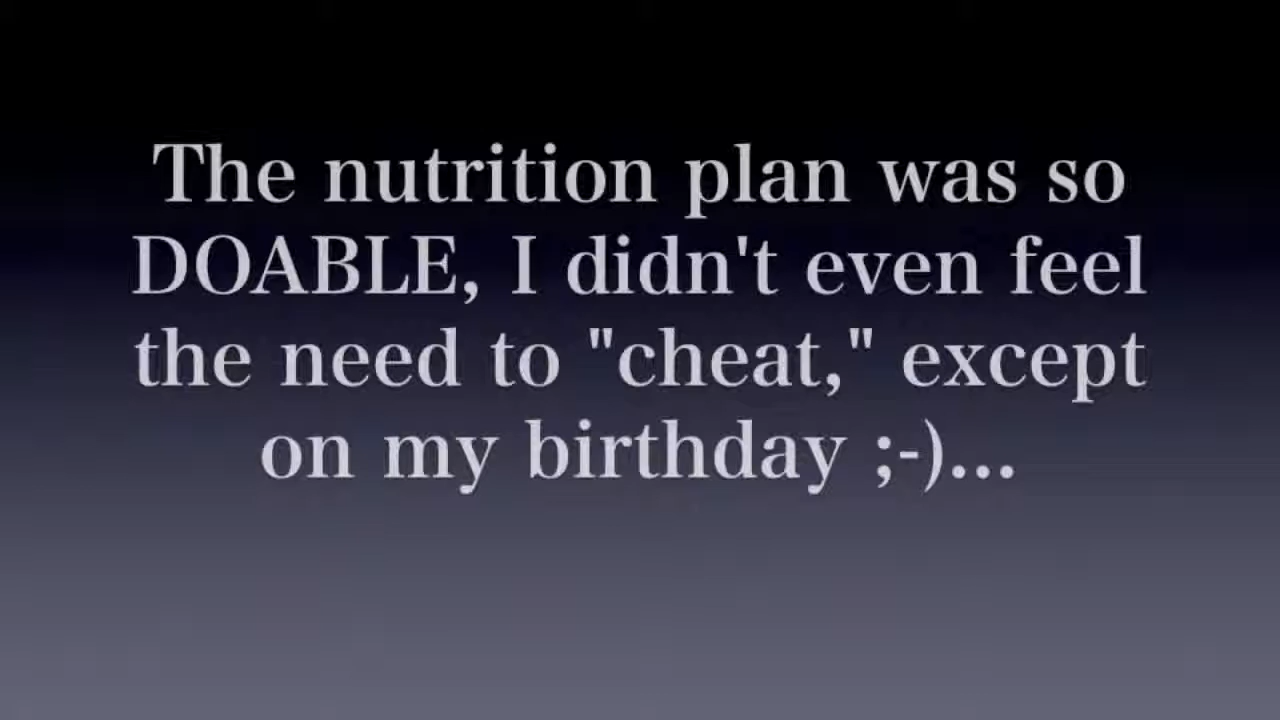 The nutrition plan was so
DOABLE, I didn't even feel
the need to "cheat," except
on my birthday ;-)...